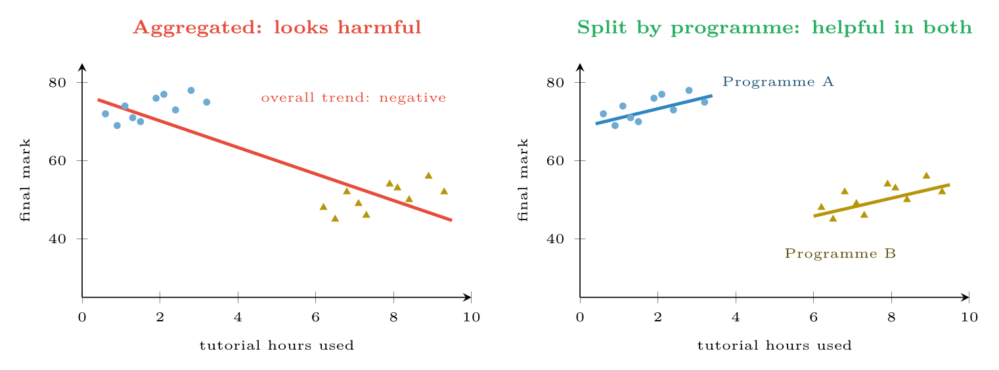 Aggregated: looks harmful
80
60
40
final mark
overall trend: negative
0 2 4 6 8 10
tutorial hours used
Split by programme: helpful in both
80
60
40
final mark
Programme A
Programme B
0 2 4 6 8 10
tutorial hours used